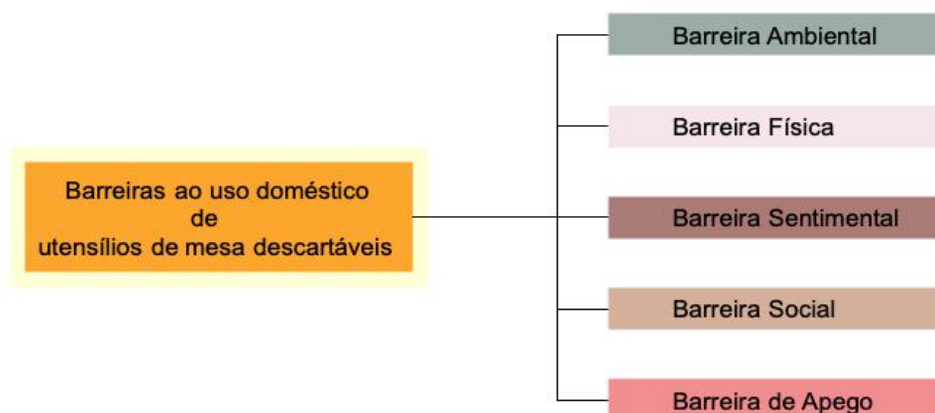 Barreiras ao uso doméstico
de
utensílios de mesa descartáveis
Barreira Ambiental
Barreira Física
Barreira Sentimental
Barreira Social
Barreira de Apego